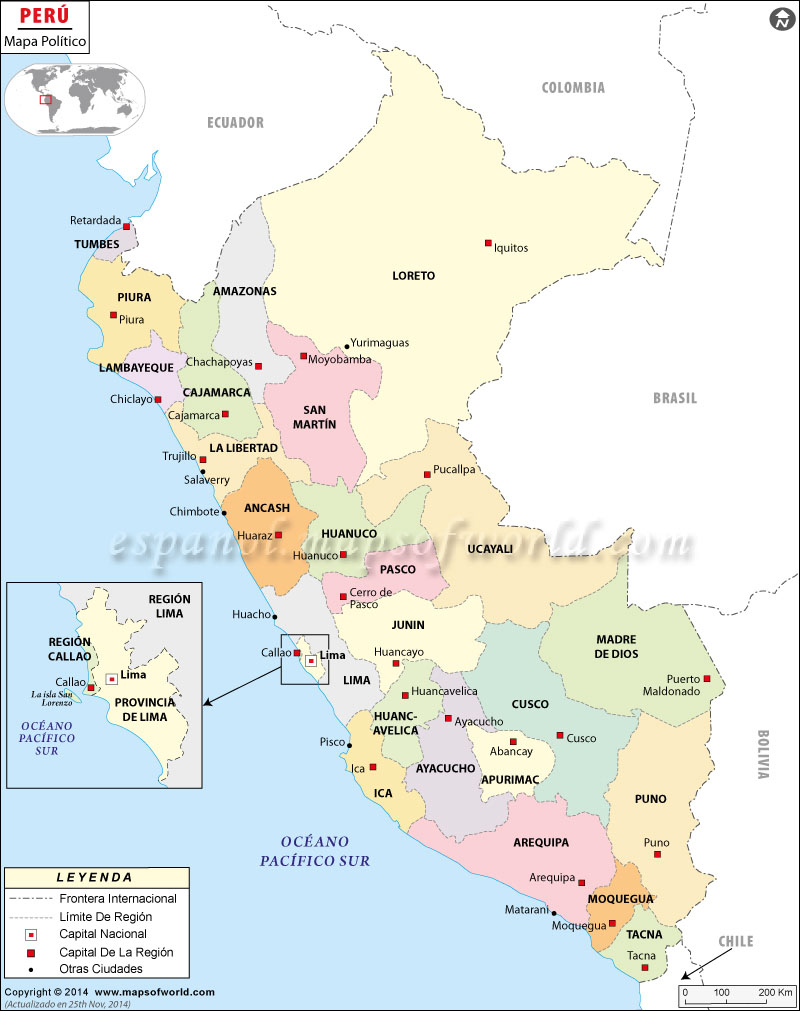 PERÚ
Mapa Político
N
COLOMBIA
ECUADOR
Retardada
TUMBES
Iquitos
LORETO
AMAZONAS
PIURA
Piura
Yurimaguas
Moyobamba
Chachapoyas
LAMBAYEQUE
CAJAMARCA
BRASIL
Chiclayo
Cajamarca
SAN
MARTÍN
LA LIBERTAD
Trujillo
Salaverry
Pucallpa
ANCASH
Chimbote
HUANUCO
Huaraz
espanol.mapsofworld.com
UCAYALI
Huanuco
PASCO
Cerro de
Pasco
Huacho
JUNIN
MADRE
DE DIOS
Callao
Lima
Huancayo
LIMA
Puerto
Maldonado
Huancavelica
CUSCO
HUANC-
AVELICA
Ayacucho
Cusco
Abancay
Pisco
BOLIVIA
Ica
AYACUCHO
APURIMAC
ICA
PUNO
AREQUIPA
Puno
Arequipa
MOQUEGUA
Matarani
Moquegua
TACNA
Tacna
CHILE
OCÉANO
PACÍFICO SUR
REGIÓN
LIMA
REGIÓN
CALLAO
Lima
Callao
La isla San
Lorenzo
PROVINCIA
DE LIMA
OCÉANO
PACÍFICO
SUR
LEYENDA
Frontera Internacional
Límite De Región
Capital Nacional
Capital De La Región
Otras Ciudades
Copyright © 2014 www.mapsofworld.com
(Actualizado en 25th Nov, 2014)
0 100 200 Km